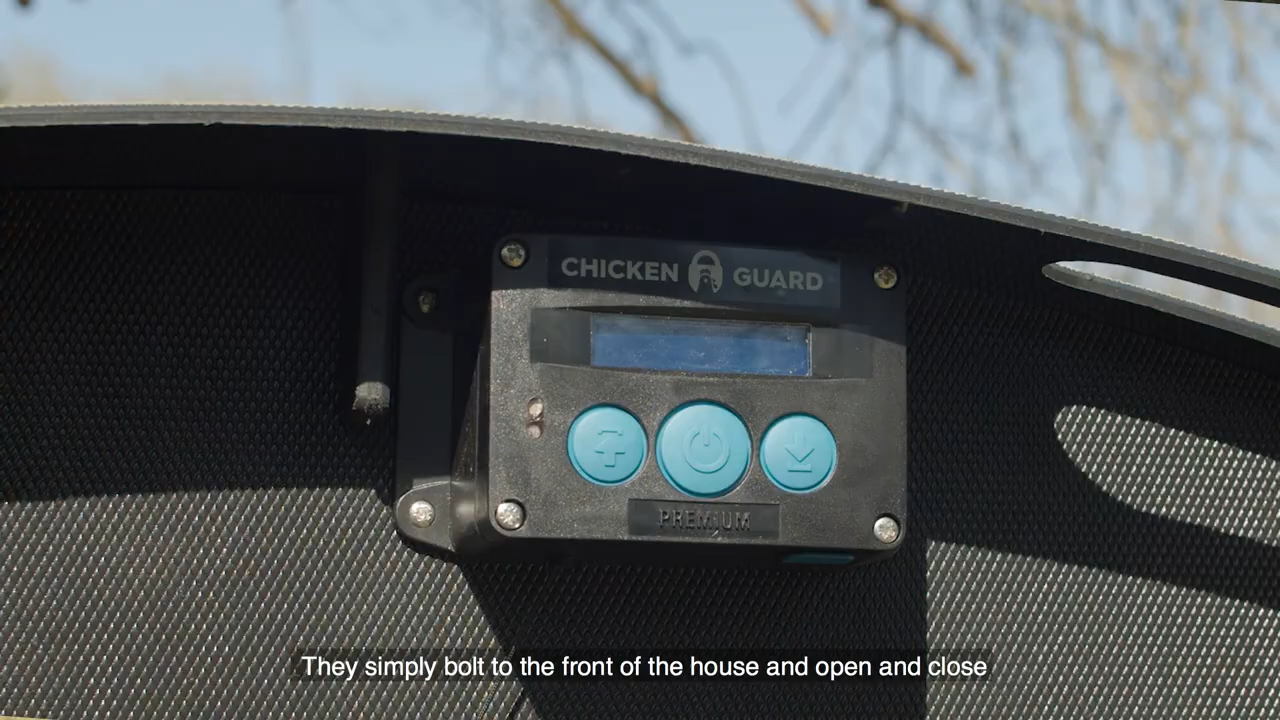 CHICKEN GUARD
PREMIUM
They simply bolt to the front of the house and open and close